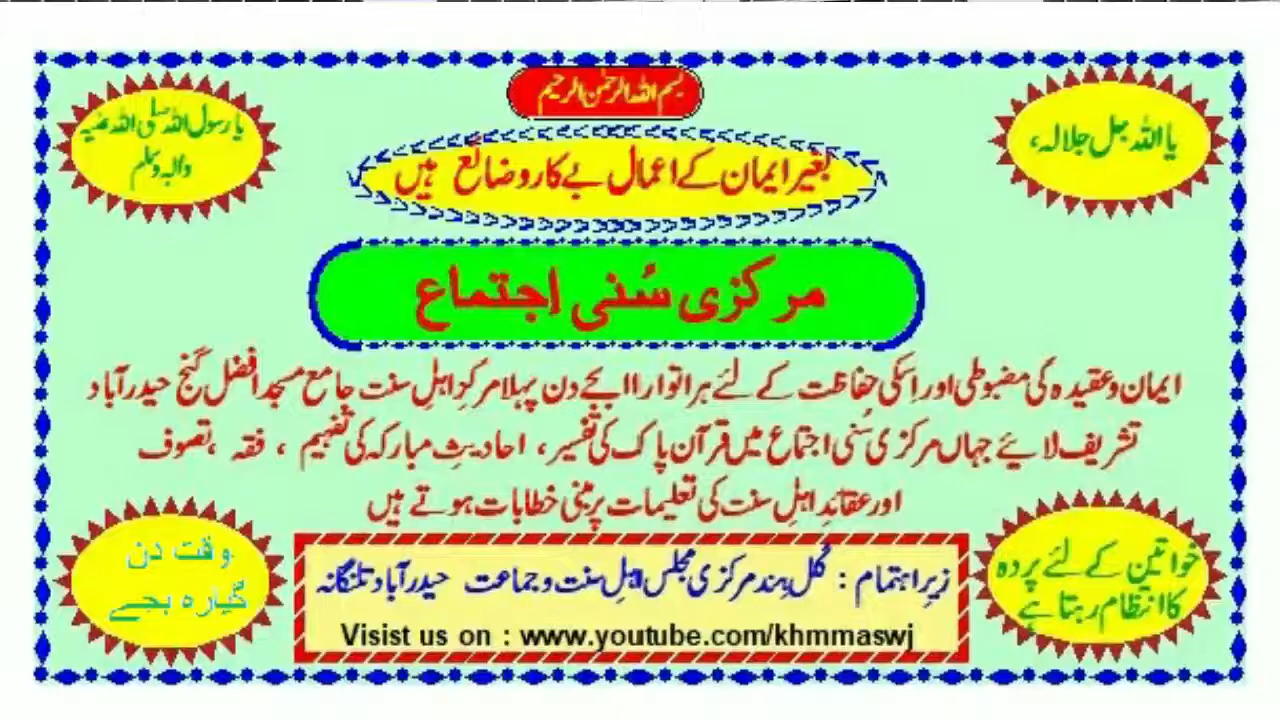 بسم اللہ الرحمٰن الرحیم
یا اللہ جل جلالہ،
یا رسول اللہ صلی اللہ علیہ
والہ وسلم
بغیر ایمان کے اعمال بے کار و ضائع ہیں
مرکزی سُنی اِجتماع
ایمان و عقیدہ کی مضبوطی اور اِسکی حفاظت کے لئے ہر اتوار ۱۱ بجے دن پہلا مرکزِ اہلِ سنت جامع مسجد افضل گنج حیدرآباد
تشریف لائیے جہاں مرکزی سُنی اجتماع میں قرآن پاک کی تفسیر، احادیثِ مبارکہ کی تفہیم ، فقہ ،تصوف
اور عقائدِ اہلِ سنت کی تعلیمات پر مبنی خطابات ہوتے ہیں
خواتین کے لئے پردہ
کا انتظام رہتا ہے
زیرِ اہتمام : کُل ہند مرکزی مجلس اہلِ سنت و جماعت حیدرآباد تلنگانہ
Visist us on : www.youtube.com/khmmaswj
وقت دن
گیارہ بجے